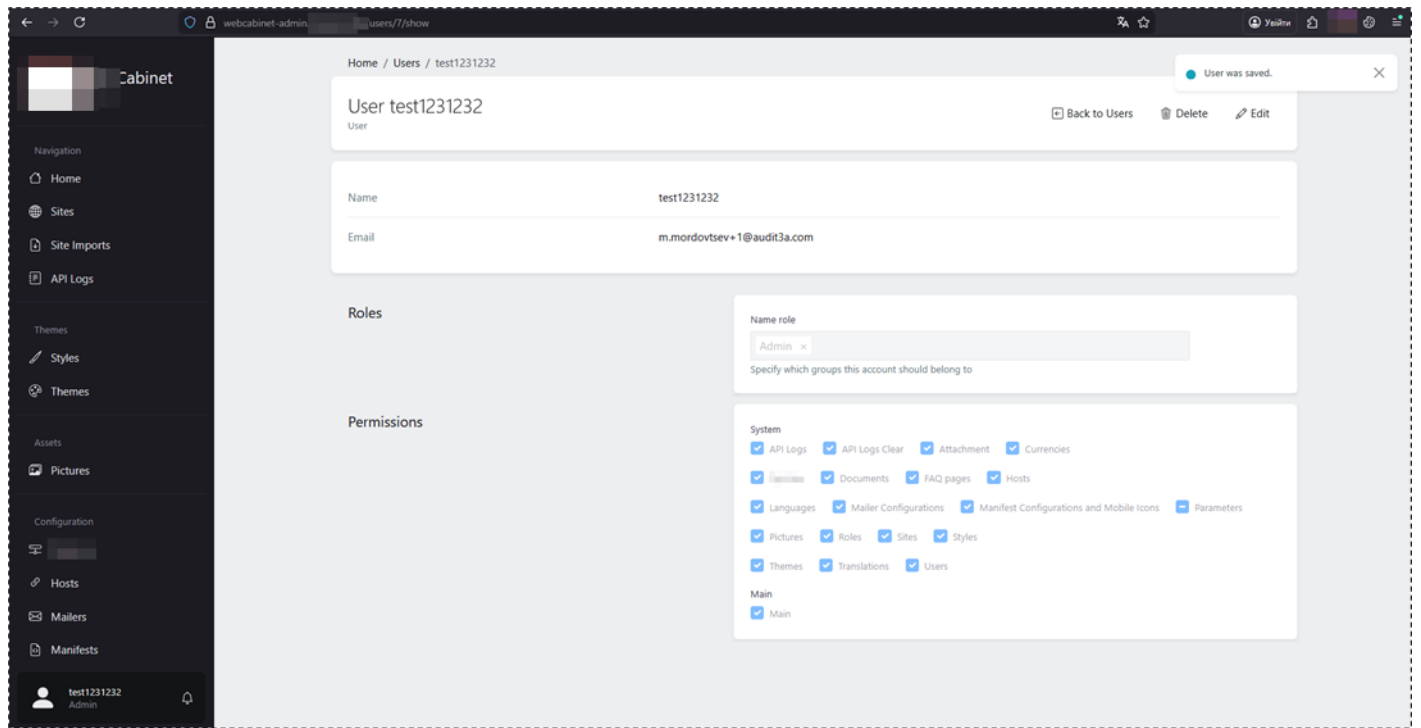 webcabinet-admin. users/7/show
Увійти
Cabinet
Navigation
Home
Sites
Site Imports
API Logs
Themes
Styles
Themes
Assets
Pictures
Configuration
Hosts
Mailers
Manifests
test1231232
Admin
Home / Users / test1231232
User was saved.
User test1231232
User
Back to Users Delete Edit
Name test1231232
Email m.mordovtsev+1@audit3a.com
Roles
Name role
Admin ×
Specify which groups this account should belong to
Permissions
System
API Logs API Logs Clear Attachment Currencies
Documents FAQ pages Hosts
Languages Mailer Configurations Manifest Configurations and Mobile Icons Parameters
Pictures Roles Sites Styles
Themes Translations Users
Main
Main